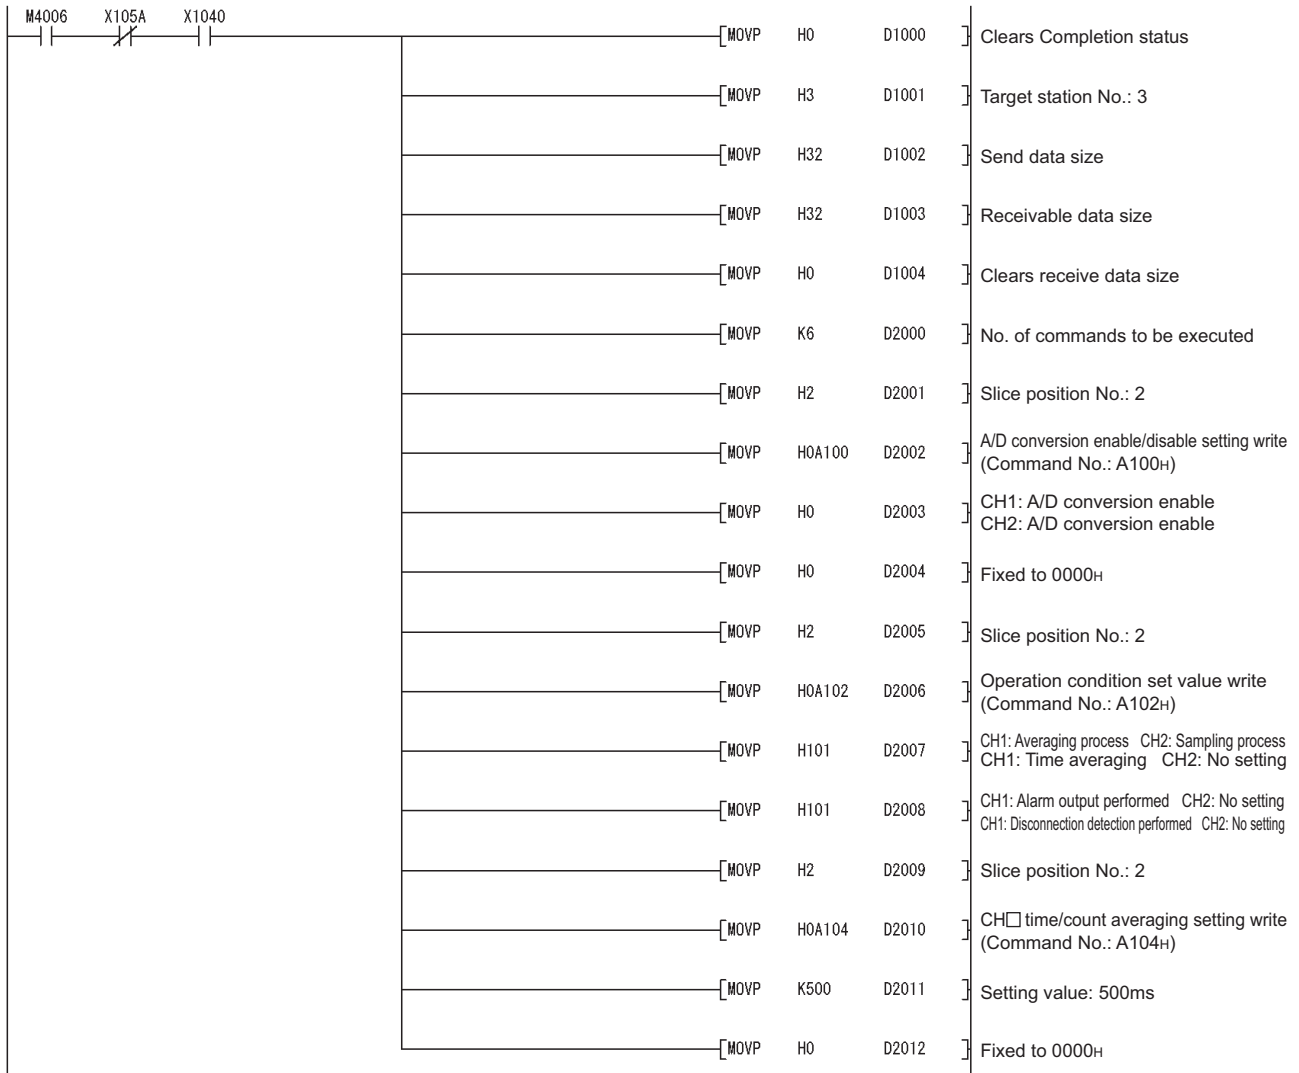 M4006 X105A X1040
MOVP H0 D1000 Clears Completion status
MOVP H3 D1001 Target station No.: 3
MOVP H32 D1002 Send data size
MOVP H32 D1003 Receivable data size
MOVP H0 D1004 Clears receive data size
MOVP K6 D2000 No. of commands to be executed
MOVP H2 D2001 Slice position No.: 2
MOVP H0A100 D2002 A/D conversion enable/disable setting write
(Command No.: A100H)
MOVP H0 D2003 CH1: A/D conversion enable
CH2: A/D conversion enable
MOVP H0 D2004 Fixed to 0000H
MOVP H2 D2005 Slice position No.: 2
MOVP H0A102 D2006 Operation condition set value write
(Command No.: A102H)
MOVP H101 D2007 CH1: Averaging process CH2: Sampling process
CH1: Time averaging CH2: No setting
MOVP H101 D2008 CH1: Alarm output performed CH2: No setting
CH1: Disconnection detection performed CH2: No setting
MOVP H2 D2009 Slice position No.: 2
MOVP H0A104 D2010 CH□ time/count averaging setting write
(Command No.: A104H)
MOVP K500 D2011 Setting value: 500ms
MOVP H0 D2012 Fixed to 0000H